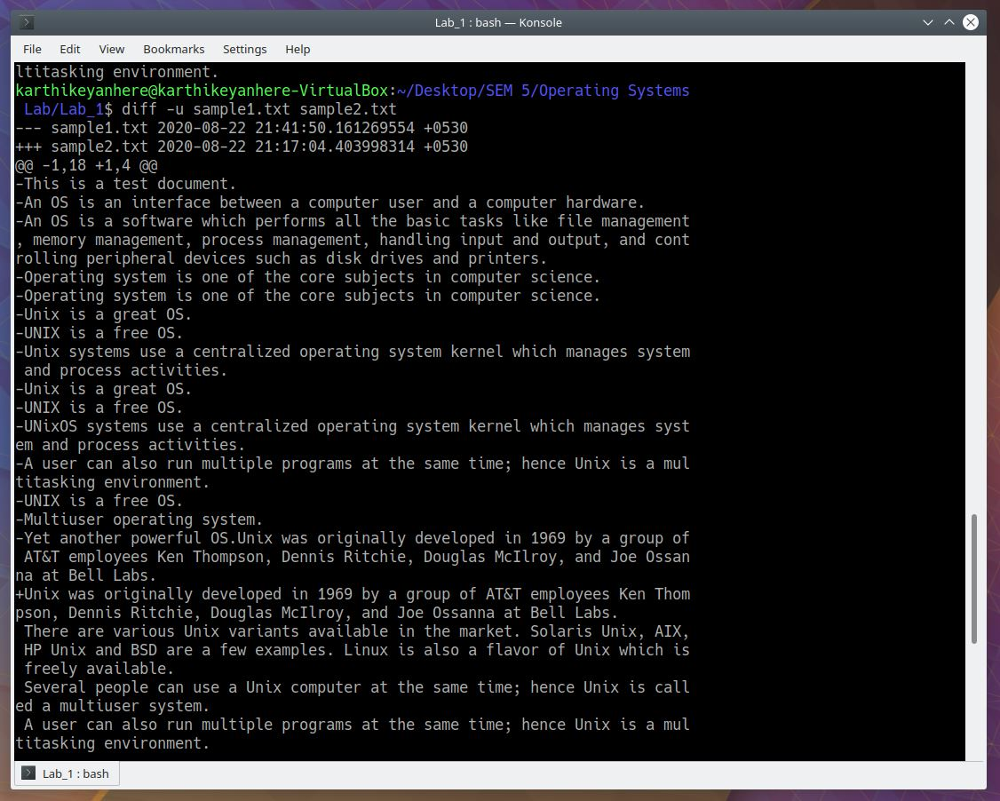 Lab_1 : bash — Konsole
File Edit View Bookmarks Settings Help
ltitasking environment.
karthikeyanhere@karthikeyanhere-VirtualBox:~/Desktop/SEM 5/Operating Systems
 Lab/Lab_1$ diff -u sample1.txt sample2.txt
--- sample1.txt 2020-08-22 21:41:50.161269554 +0530
+++ sample2.txt 2020-08-22 21:17:04.403998314 +0530
@@ -1,18 +1,4 @@
-This is a test document.
-An OS is an interface between a computer user and a computer hardware.
-An OS is a software which performs all the basic tasks like file management
, memory management, process management, handling input and output, and cont
rolling peripheral devices such as disk drives and printers.
-Operating system is one of the core subjects in computer science.
-Operating system is one of the core subjects in computer science.
-Unix is a great OS.
-UNIX is a free OS.
-Unix systems use a centralized operating system kernel which manages system
 and process activities.
-Unix is a great OS.
-UNIX is a free OS.
-UNixOS systems use a centralized operating system kernel which manages syst
em and process activities.
-A user can also run multiple programs at the same time; hence Unix is a mul
titasking environment.
-UNIX is a free OS.
-Multiuser operating system.
-Yet another powerful OS.Unix was originally developed in 1969 by a group of
 AT&T employees Ken Thompson, Dennis Ritchie, Douglas McIlroy, and Joe Ossan
na at Bell Labs.
+Unix was originally developed in 1969 by a group of AT&T employees Ken Thom
pson, Dennis Ritchie, Douglas McIlroy, and Joe Ossanna at Bell Labs.
 There are various Unix variants available in the market. Solaris Unix, AIX,
 HP Unix and BSD are a few examples. Linux is also a flavor of Unix which is
 freely available.
 Several people can use a Unix computer at the same time; hence Unix is call
ed a multiuser system.
 A user can also run multiple programs at the same time; hence Unix is a mul
titasking environment.
Lab_1 : bash